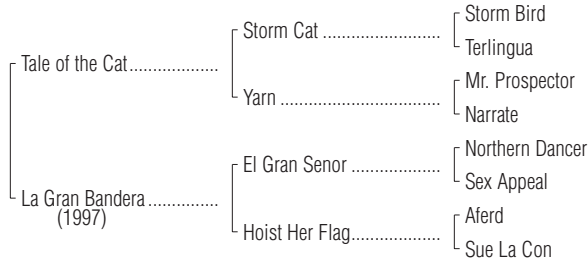 Storm Bird
Storm Cat ........................
Terlingua
Tale of the Cat..................
Mr. Prospector
Yarn ................................
Narrate
Northern Dancer
El Gran Senor ..................
Sex Appeal
La Gran Bandera..............
(1997)
Aferd
Hoist Her Flag..................
Sue La Con